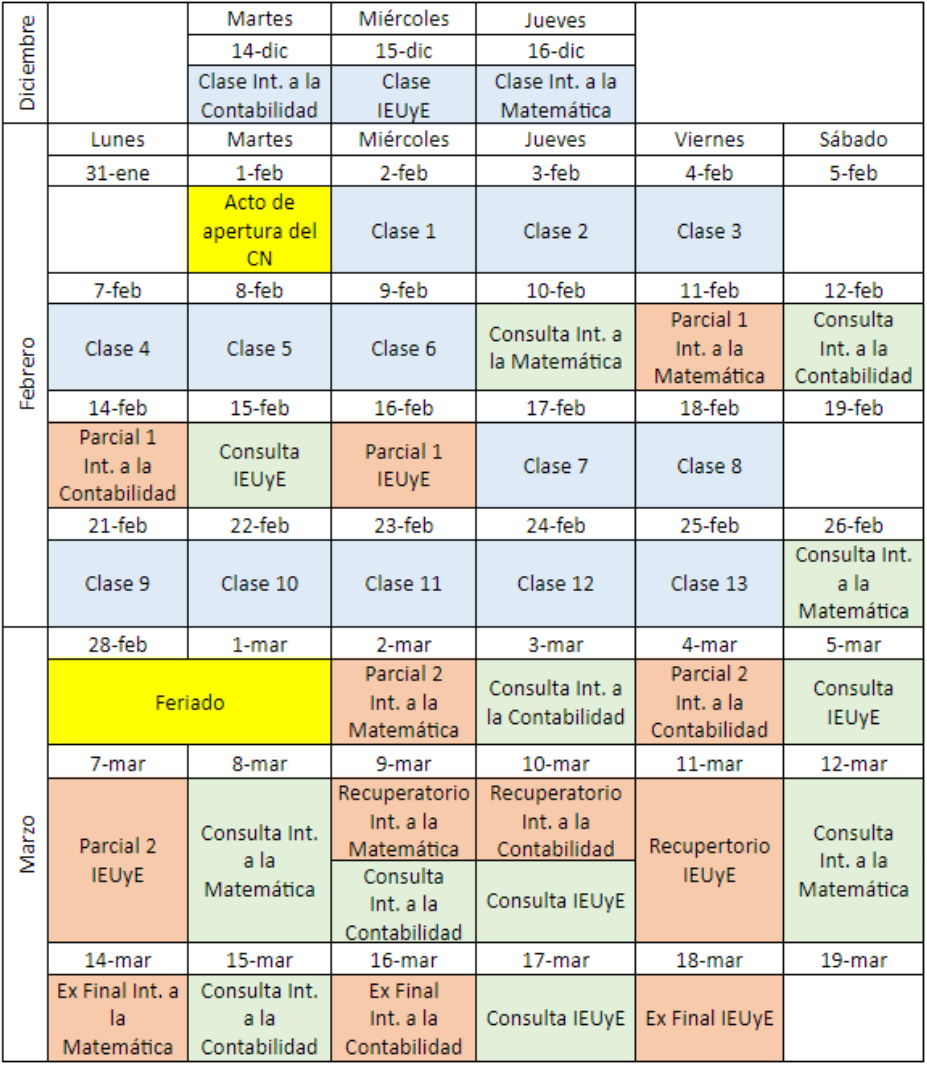 Diciembre
Martes Miércoles Jueves
14-dic 15-dic 16-dic
Clase Int. a la Contabilidad Clase IEUyE Clase Int. a la Matemática
Febrero
Lunes Martes Miércoles Jueves Viernes Sábado
31-ene 1-feb 2-feb 3-feb 4-feb 5-feb
Acto de apertura del CN Clase 1 Clase 2 Clase 3
7-feb 8-feb 9-feb 10-feb 11-feb 12-feb
Clase 4 Clase 5 Clase 6 Consulta Int. a la Matemática Parcial 1 Int. a la Matemática Consulta Int. a la Contabilidad
14-feb 15-feb 16-feb 17-feb 18-feb 19-feb
Parcial 1 Int. a la Contabilidad Consulta IEUyE Parcial 1 IEUyE Clase 7 Clase 8
21-feb 22-feb 23-feb 24-feb 25-feb 26-feb
Clase 9 Clase 10 Clase 11 Clase 12 Clase 13 Consulta Int. a la Matemática
Marzo
28-feb 1-mar 2-mar 3-mar 4-mar 5-mar
Feriado Parcial 2 Int. a la Matemática Consulta Int. a la Contabilidad Parcial 2 Int. a la Contabilidad Consulta IEUyE
7-mar 8-mar 9-mar 10-mar 11-mar 12-mar
Parcial 2 IEUyE Consulta Int. a la Matemática Recuperatorio Int. a la Matemática Recuperatorio Int. a la Contabilidad Recupertorio IEUyE Consulta Int. a la Matemática
Consulta Int. a la Contabilidad Consulta IEUyE
14-mar 15-mar 16-mar 17-mar 18-mar 19-mar
Ex Final Int. a la Matemática Consulta Int. a la Contabilidad Ex Final Int. a la Contabilidad Consulta IEUyE Ex Final IEUyE